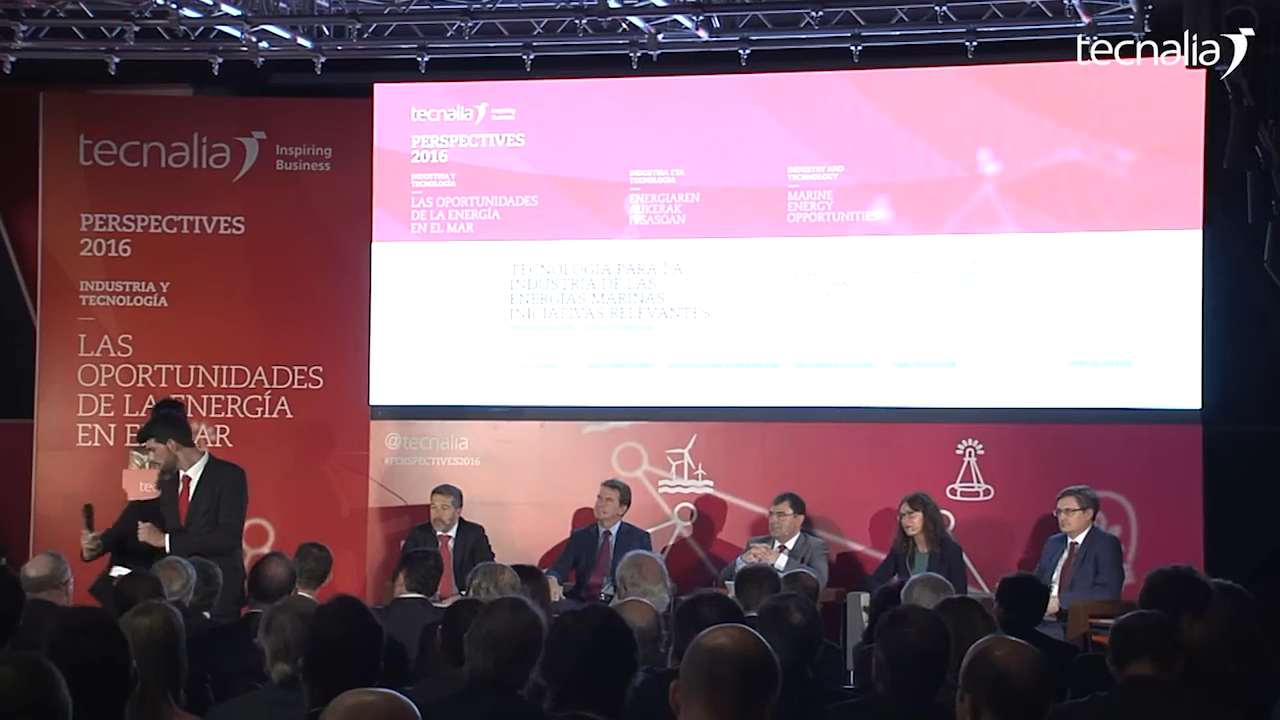 tecnalia
tecnalia Inspiring
Business
PERSPECTIVES
2016
INDUSTRIA Y
TECNOLOGÍA
LAS
OPORTUNIDADES
DE LA ENERGÍA
EN EL MAR
tecnalia Inspiring
Business
PERSPECTIVES
2016
INDUSTRIA Y
TECNOLOGÍA
LAS OPORTUNIDADES
DE LA ENERGÍA
EN EL MAR
INDUSTRIA ETA
TEKNOLOGIA
ENERGIAREN
AUKERAK
ITSASOAN
INDUSTRY AND
TECHNOLOGY
MARINE
ENERGY
OPPORTUNITIES
TECNOLOGÍA PARA LA
INDUSTRIA DE LAS
ENERGÍAS MARINAS
INICIATIVAS RELEVANTES
@tecnalia
#PERSPECTIVES2016